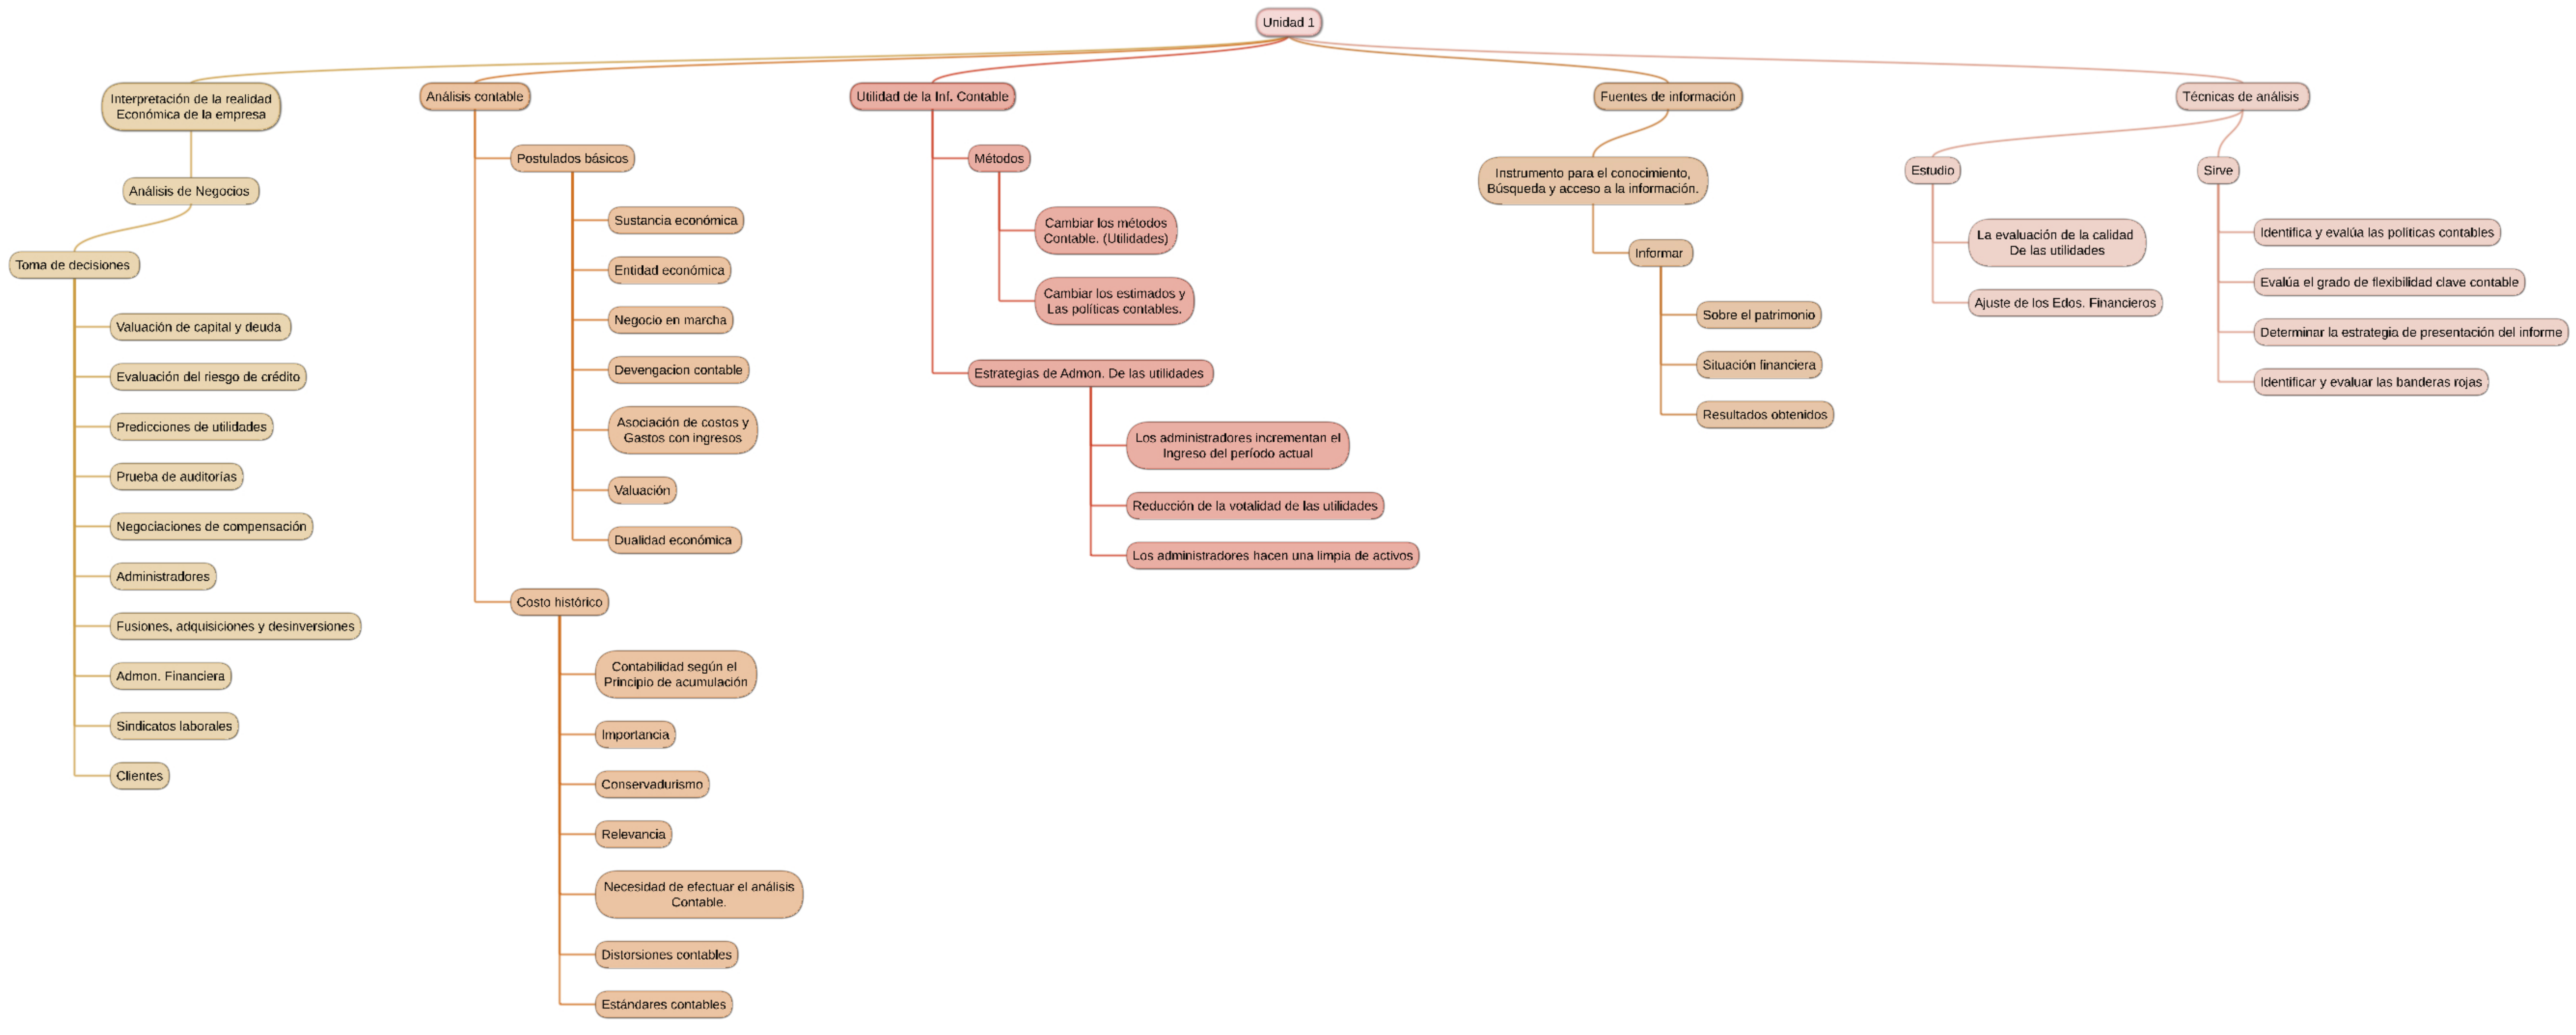 Unidad 1
Interpretación de la realidad
Económica de la empresa
Análisis de Negocios
Toma de decisiones
Valuación de capital y deuda
Evaluación del riesgo de crédito
Predicciones de utilidades
Prueba de auditorías
Negociaciones de compensación
Administradores
Fusiones, adquisiciones y desinversiones
Admon. Financiera
Sindicatos laborales
Clientes
Análisis contable
Postulados básicos
Sustancia económica
Entidad económica
Negocio en marcha
Devengacion contable
Asociación de costos y
Gastos con ingresos
Valuación
Dualidad económica
Costo histórico
Contabilidad según el
Principio de acumulación
Importancia
Conservadurismo
Relevancia
Necesidad de efectuar el análisis
Contable.
Distorsiones contables
Estándares contables
Utilidad de la Inf. Contable
Métodos
Cambiar los métodos
Contable. (Utilidades)
Cambiar los estimados y
Las políticas contables.
Estrategias de Admon. De las utilidades
Los administradores incrementan el
Ingreso del período actual
Reducción de la votalidad de las utilidades
Los administradores hacen una limpia de activos
Fuentes de información
Instrumento para el conocimiento,
Búsqueda y acceso a la información.
Informar
Sobre el patrimonio
Situación financiera
Resultados obtenidos
Técnicas de análisis
Estudio
La evaluación de la calidad
De las utilidades
Ajuste de los Edos. Financieros
Sirve
Identifica y evalúa las políticas contables
Evalúa el grado de flexibilidad clave contable
Determinar la estrategia de presentación del informe
Identificar y evaluar las banderas rojas